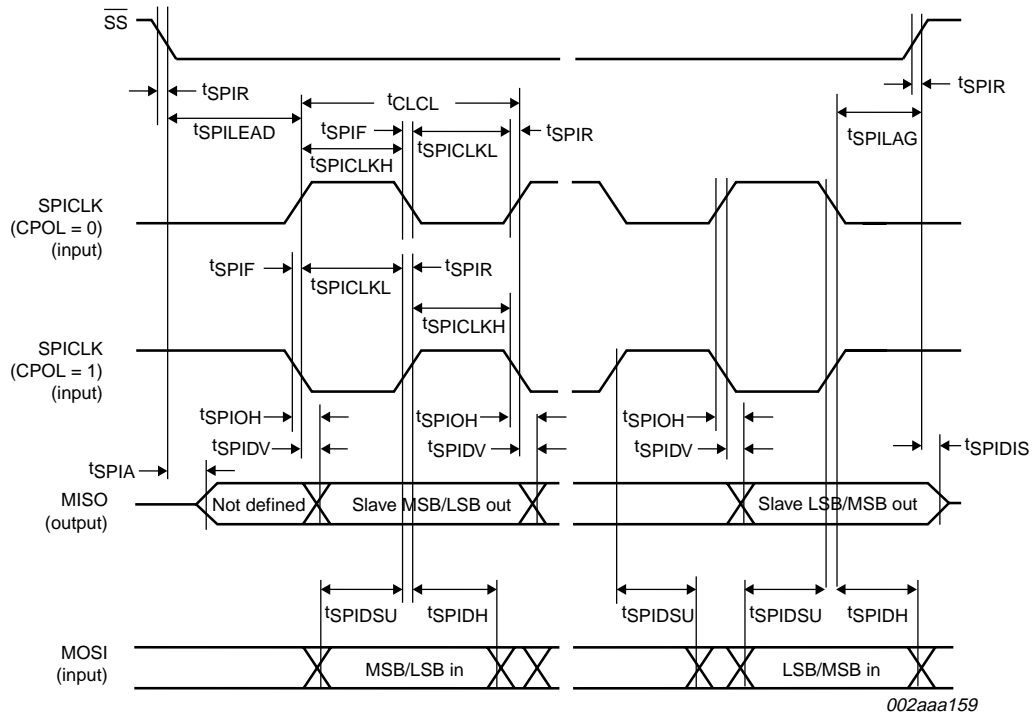 SS
tSPIR
tCLCL
tSPIR
tSPILEAD
tSPIF
tSPICLKL
tSPIR
tSPILAG
tSPICLKH
SPICLK
(CPOL = 0)
(input)
tSPIF
tSPICLKL
tSPIR
tSPICLKH
SPICLK
(CPOL = 1)
(input)
tSPIOH
tSPIOH
tSPIOH
tSPIDV
tSPIDV
tSPIDV
tSPIDIS
tSPIA
MISO
(output)
Not defined
Slave MSB/LSB out
Slave LSB/MSB out
tSPIDSU
tSPIDH
tSPIDSU
tSPIDSU
tSPIDH
MOSI
(input)
MSB/LSB in
LSB/MSB in
002aaa159